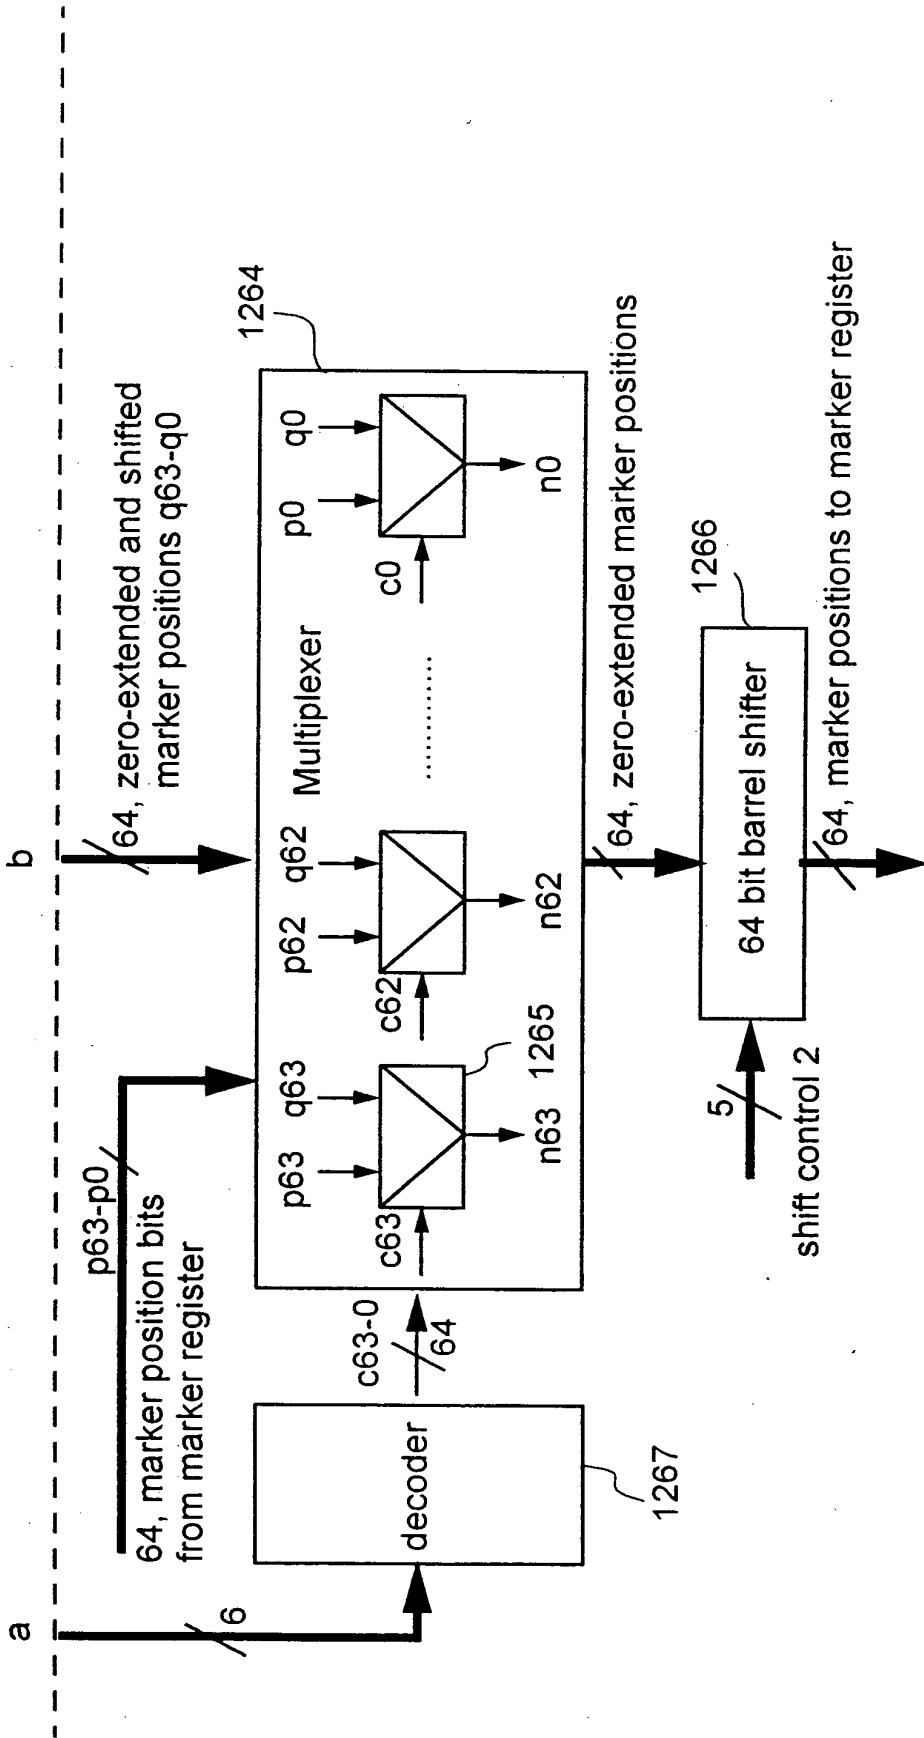 a
b
6
p63-p0
64, marker position bits
from marker register
64, zero-extended and shifted
marker positions q63-q0
decoder
1267
c63-0
64
Multiplexer
1264
p63
q63
c63
n63
1265
p62
q62
c62
n62
..........
p0
q0
c0
n0
64, zero-extended marker positions
5
shift control 2
64 bit barrel shifter
1266
64, marker positions to marker register